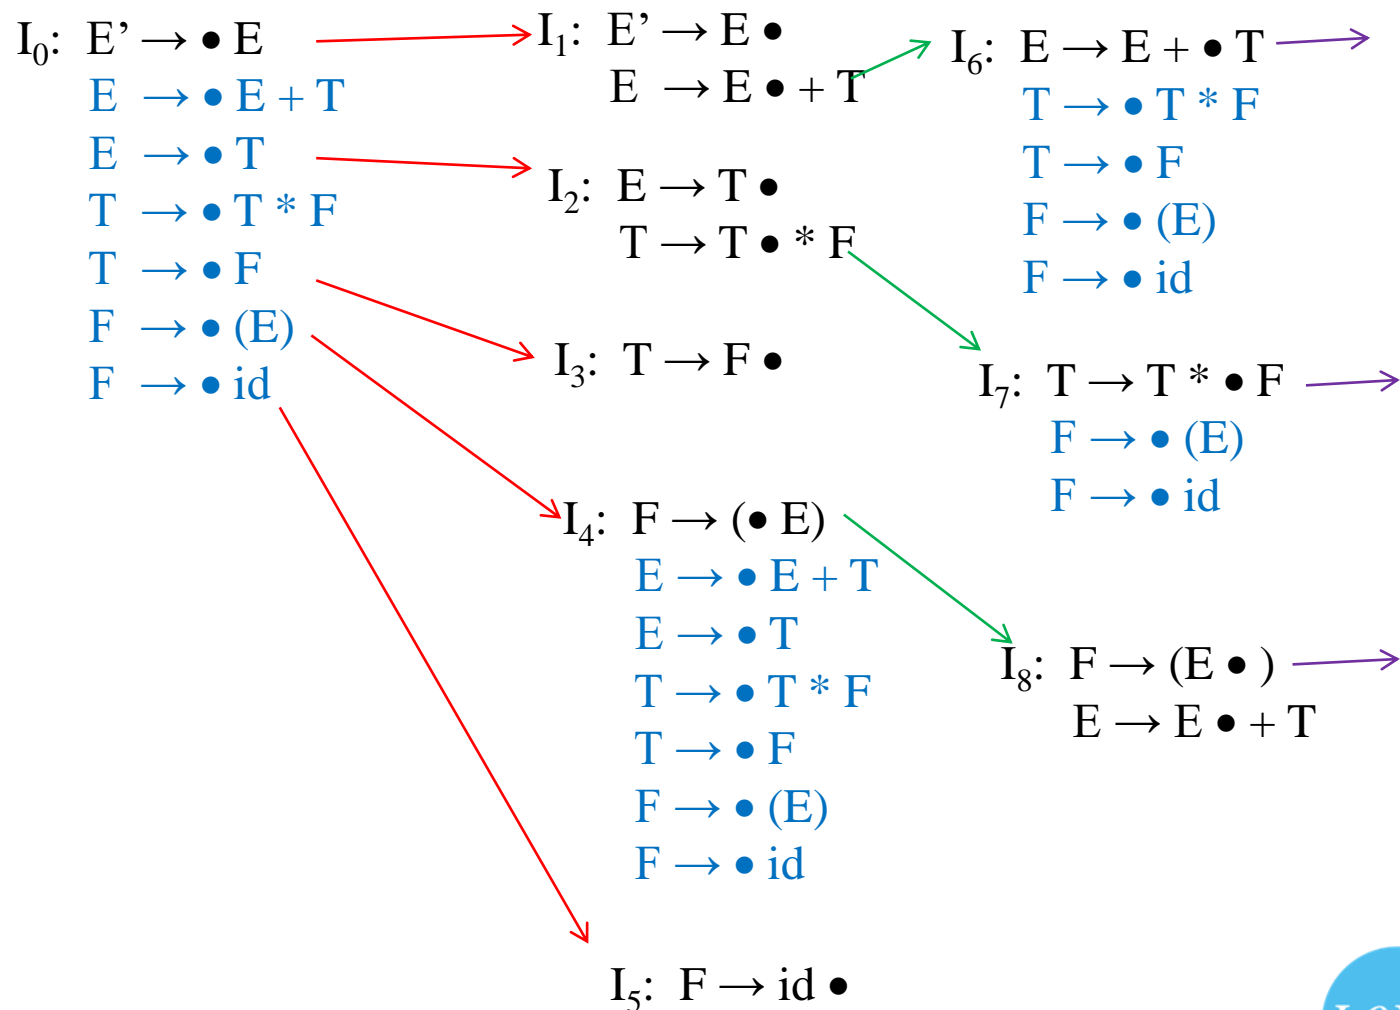 I₀: E’ → • E
E → • E + T
E → • T
T → • T * F
T → • F
F → • (E)
F → • id
I₁: E’ → E •
E → E • + T
I₂: E → T •
T → T • * F
I₃: T → F •
I₄: F → (• E)
E → • E + T
E → • T
T → • T * F
T → • F
F → • (E)
F → • id
I₅: F → id •
I₆: E → E + • T
T → • T * F
T → • F
F → • (E)
F → • id
I₇: T → T * • F
F → • (E)
F → • id
I₈: F → (E • )
E → E • + T